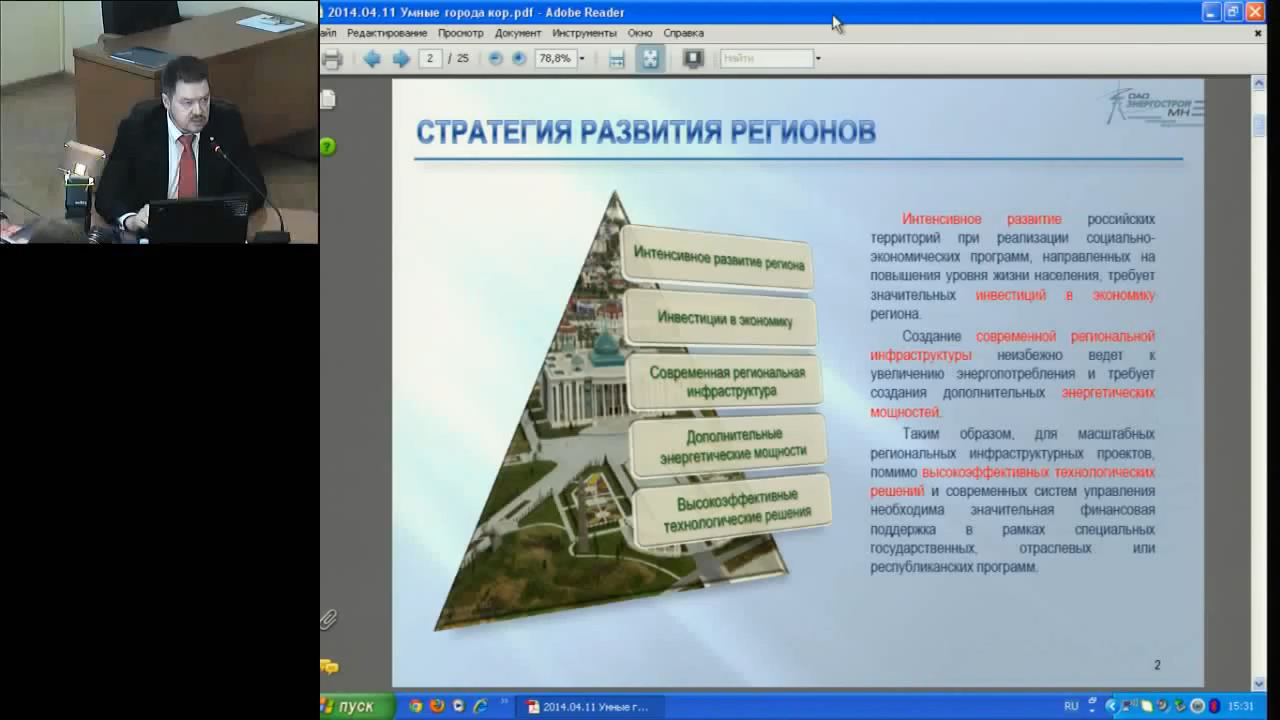 2014.04.11 Умные города кор.pdf - Adobe Reader
айл Редактирование Просмотр Документ Инструменты Окно Справка
2 / 25 78,8% Найти
ОАО
ЭНЕРГОСТРОЙ
МН
СТРАТЕГИЯ РАЗВИТИЯ РЕГИОНОВ
Интенсивное развитие региона
Инвестиции в экономику
Современная региональная
инфраструктура
Дополнительные
энергетические мощности
Высокоэффективные
технологические решения
Интенсивное развитие российских
территорий при реализации социально-
экономических программ, направленных на
повышения уровня жизни населения, требует
значительных инвестиций в экономику
региона.
Создание современной региональной
инфраструктуры неизбежно ведет к
увеличению энергопотребления и требует
создания дополнительных энергетических
мощностей.
Таким образом, для масштабных
региональных инфраструктурных проектов,
помимо высокоэффективных технологических
решений и современных систем управления
необходима значительная финансовая
поддержка в рамках специальных
государственных, отраслевых или
республиканских программ.
2
пуск
2014.04.11 Умные г...
RU
15:31